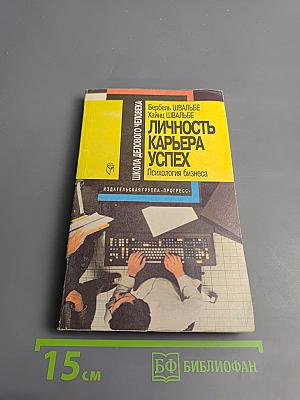 ШКОЛА ДЕЛОВОГО ЧЕЛОВЕКА
Бербель ШВАЛЬБЕ
Хайнц ШВАЛЬБЕ
ЛИЧНОСТЬ
КАРЬЕРА
УСПЕХ
Психология бизнеса
ИЗДАТЕЛЬСКАЯ ГРУППА «ПРОГРЕСС»
15 см
БФ БИБЛИОФАН